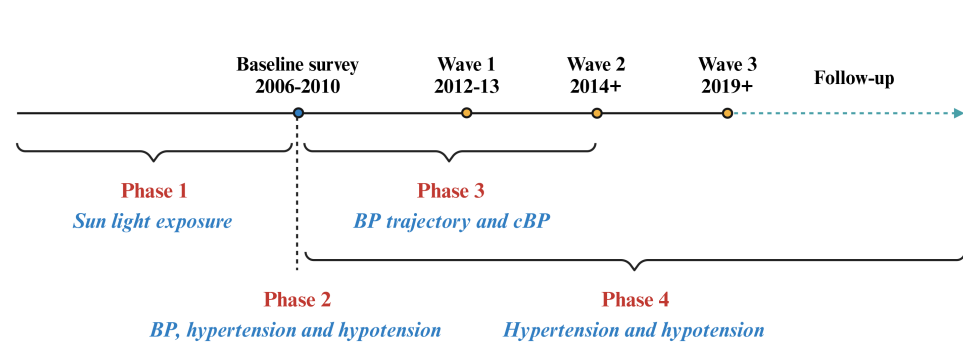 Baseline survey
2006-2010
Wave 1
2012-13
Wave 2
2014+
Wave 3
2019+
Follow-up
Phase 1
Sun light exposure
Phase 3
BP trajectory and cBP
Phase 2
BP, hypertension and hypotension
Phase 4
Hypertension and hypotension